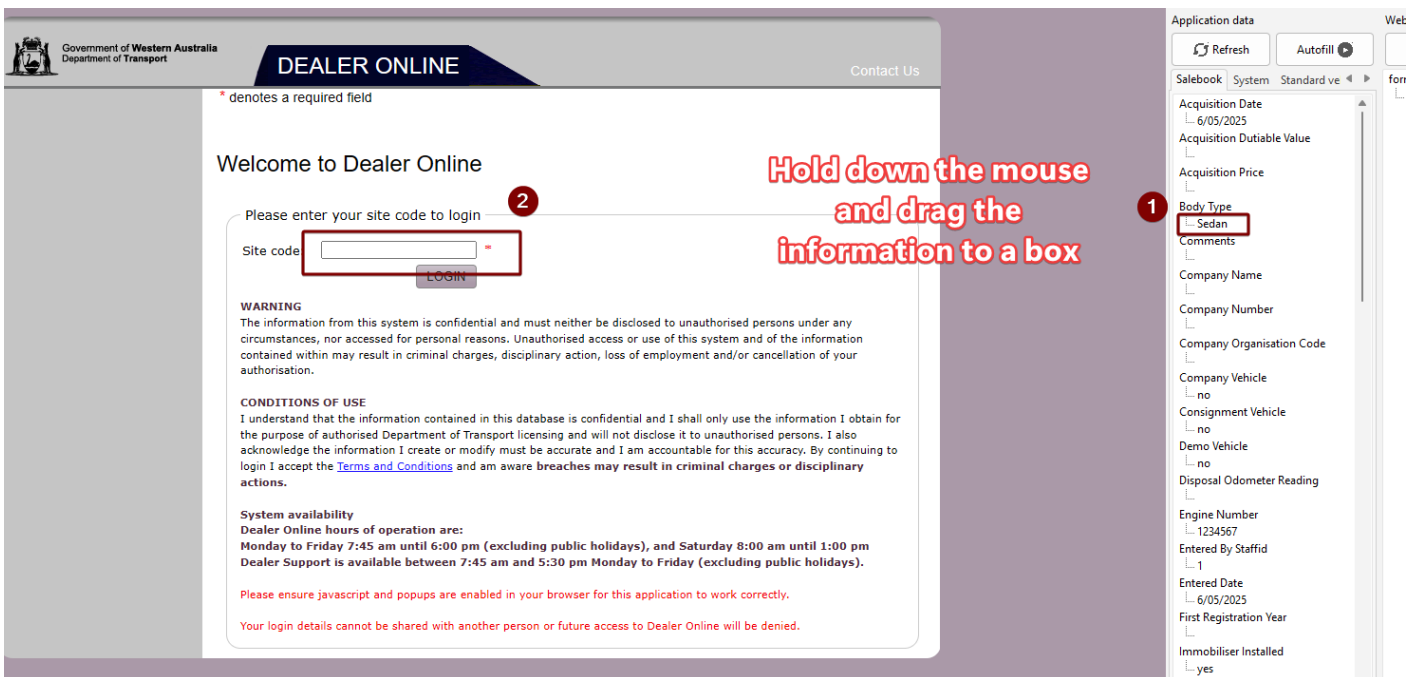 Government of Western Australia
Department of Transport
DEALER ONLINE
Contact Us
* denotes a required field
Welcome to Dealer Online
2
Please enter your site code to login
Site code
*
LOGIN
WARNING
The information from this system is confidential and must neither be disclosed to unauthorised persons under any
circumstances, nor accessed for personal reasons. Unauthorised access or use of this system and of the information
contained within may result in criminal charges, disciplinary action, loss of employment and/or cancellation of your
authorisation.
CONDITIONS OF USE
I understand that the information contained in this database is confidential and I shall only use the information I obtain for
the purpose of authorised Department of Transport licensing and will not disclose it to unauthorised persons. I also
acknowledge the information I create or modify must be accurate and I am accountable for this accuracy. By continuing to
login I accept the Terms and Conditions and am aware breaches may result in criminal charges or disciplinary
actions.
System availability
Dealer Online hours of operation are:
Monday to Friday 7:45 am until 6:00 pm (excluding public holidays), and Saturday 8:00 am until 1:00 pm
Dealer Support is available between 7:45 am and 5:30 pm Monday to Friday (excluding public holidays).
Please ensure javascript and popups are enabled in your browser for this application to work correctly.
Your login details cannot be shared with another person or future access to Dealer Online will be denied.
Hold down the mouse
and drag the
information to a box
1
Application data
Refresh
Autofill
Salebook
System
Standard ve
Acquisition Date
6/05/2025
Acquisition Dutiable Value
Acquisition Price
Body Type
Sedan
Comments
Company Name
Company Number
Company Organisation Code
Company Vehicle
no
Consignment Vehicle
no
Demo Vehicle
no
Disposal Odometer Reading
Engine Number
1234567
Entered By Staffid
1
Entered Date
6/05/2025
First Registration Year
Immobiliser Installed
yes
Web
for